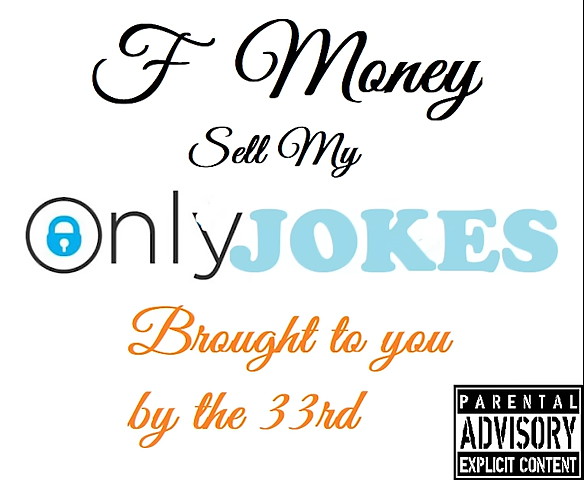 F Money
Sell My
OnlyJOKES
Brought to you
by the 33rd
PARENTAL
ADVISORY
EXPLICIT CONTENT